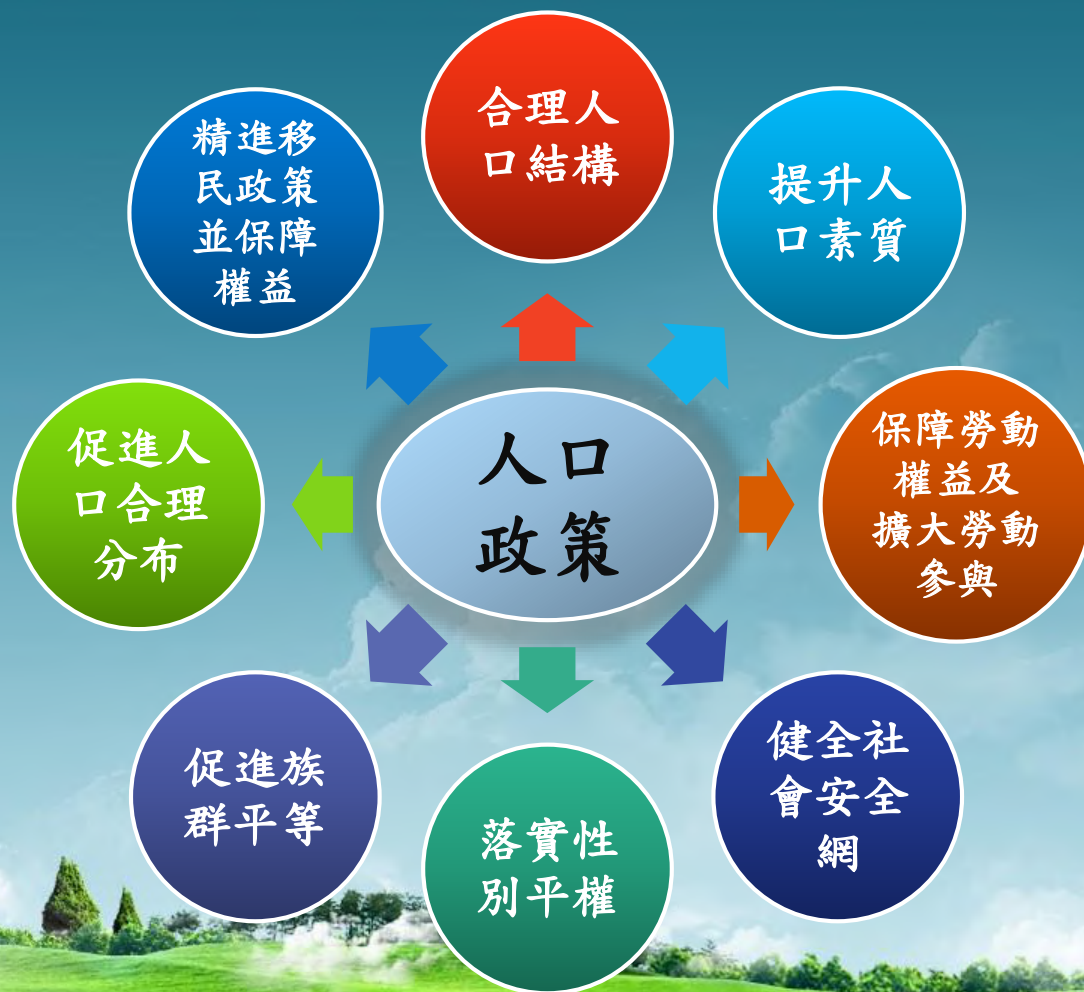 合理人
口結構
提升人
口素質
保障勞動
權益及
擴大勞動
參與
健全社
會安全
網
落實性
別平權
促進族
群平等
促進人
口合理
分布
精進移
民政策
並保障
權益
人口
政策